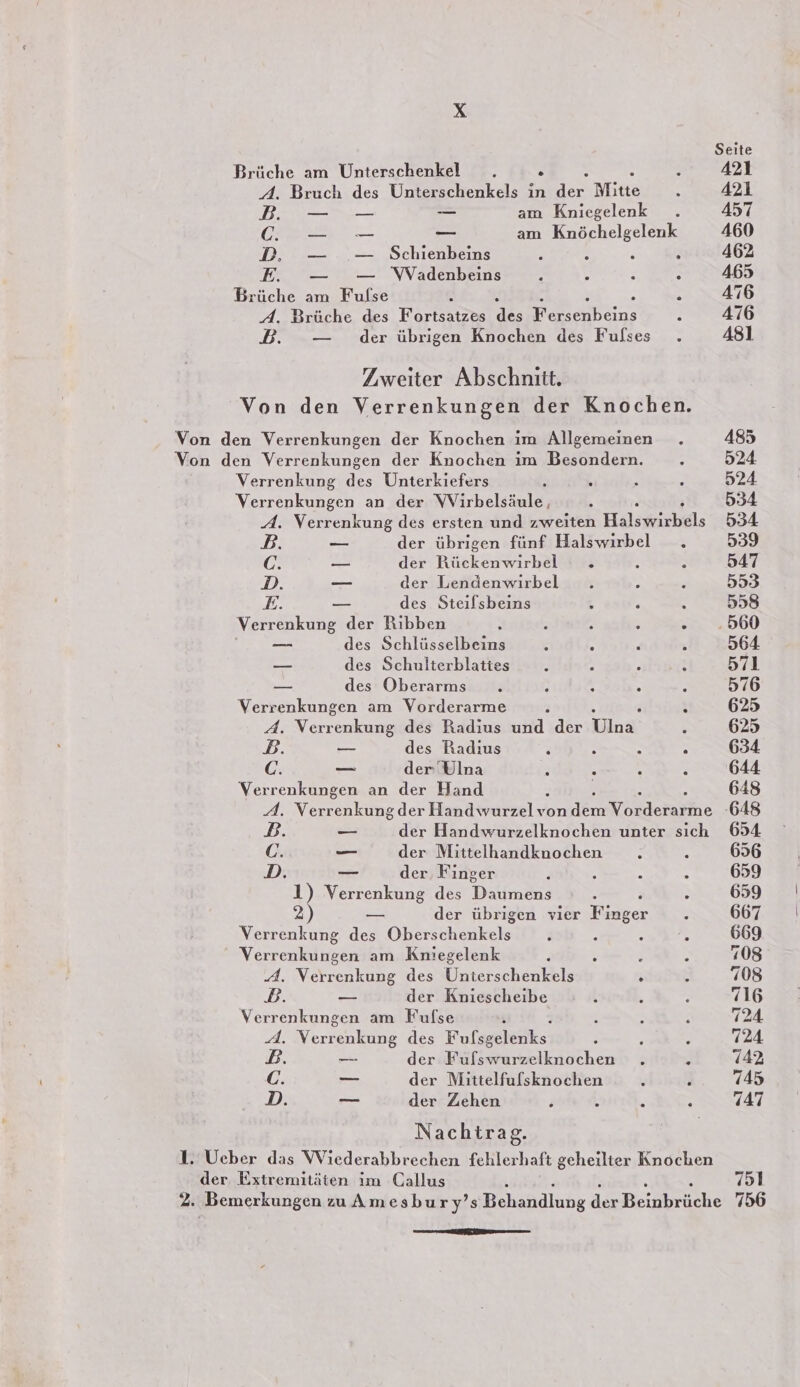 X
Seite
Brüche am Unterschenkel . . . . . 421
A. Bruch des Unterschenkels in der Mitte . 421
B. — — — am Kniegelenk . 457
C. — — — am Knöchelgelenk 460
D. — — Schienbeins . . . . 462
E. — — Wadenbeins . . . . 465
Brüche am Fuſse . . . . . . 476
A. Brüche des Fortsatzes des Fersenbeins . 476
B. — der übrigen Knochen des Fuſses . 481
Zweiter Abschnitt.
Von den Verrenkungen der Knochen.
Von den Verrenkungen der Knochen im Allgemeinen . 485
Von den Verrenkungen der Knochen im Besondern. . 524
Verrenkung des Unterkiefers . . . . 524
Verrenkungen an der Wirbelsäule, . . . 534
A. Verrenkung des ersten und zweiten Halswirbels 534
B. — der übrigen fünf Halswirbel . 539
C. — der Rückenwirbel . . . 547
D. — der Lendenwirbel . . . 553
E. — des Steiſsbeins . . . 558
Verrenkung der Ribben . . . . . 560
— des Schlüsselbeins . . . . 564
— des Schulterblattes . . . . 571
— des Oberarms . . . . . 576
Verrenkungen am Vorderarme . . . . 625
A. Verrenkung des Radius und der Ulna . 625
B. — des Radius . . . . 634
C. — der Ulna . . . . 644
Verrenkungen an der Hand . . . . 648
A. Verrenkung der Handwurzel von dem Vorderarme 648
B. — der Handwurzelknochen unter sich 654
C. — der Mittelhandknochen . . 656
D. — der Finger . . . . 659
1) Verrenkung des Daumens . . . 659
2) — der übrigen vier Finger . 667
Verrenkung des Oberschenkels . . . . 669
Verrenkungen am Kniegelenk . . . . 708
A. Verrenkung des Unterschenkels . . 708
B. — der Kniescheibe . . . 716
Verrenkungen am Fuſse . . . . . 724
A. Verrenkung des Fuſsgelenks . . . 724
B. — der Fuſswurzelknochen . . 742
C. — der Mittelfuſsknochen . . 745
D. — der Zehen . . . . 747
Nachtrag.
1. Ueber das Wiederabbrechen fehlerhaft geheilter Knochen
der Extremitäten im Callus . . . . 751
2. Bemerkungen zu Amesbury's Behandlung der Beinbrüche 756